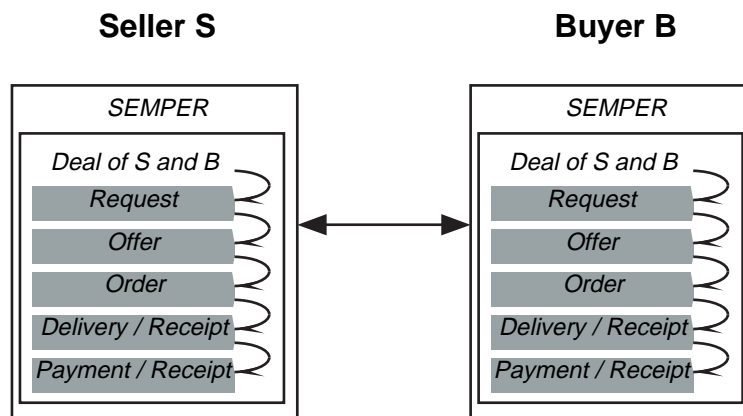 Seller S
Buyer B
SEMPER
Deal of S and B
Request
Offer
Order
Delivery / Receipt
Payment / Receipt
SEMPER
Deal of S and B
Request
Offer
Order
Delivery / Receipt
Payment / Receipt